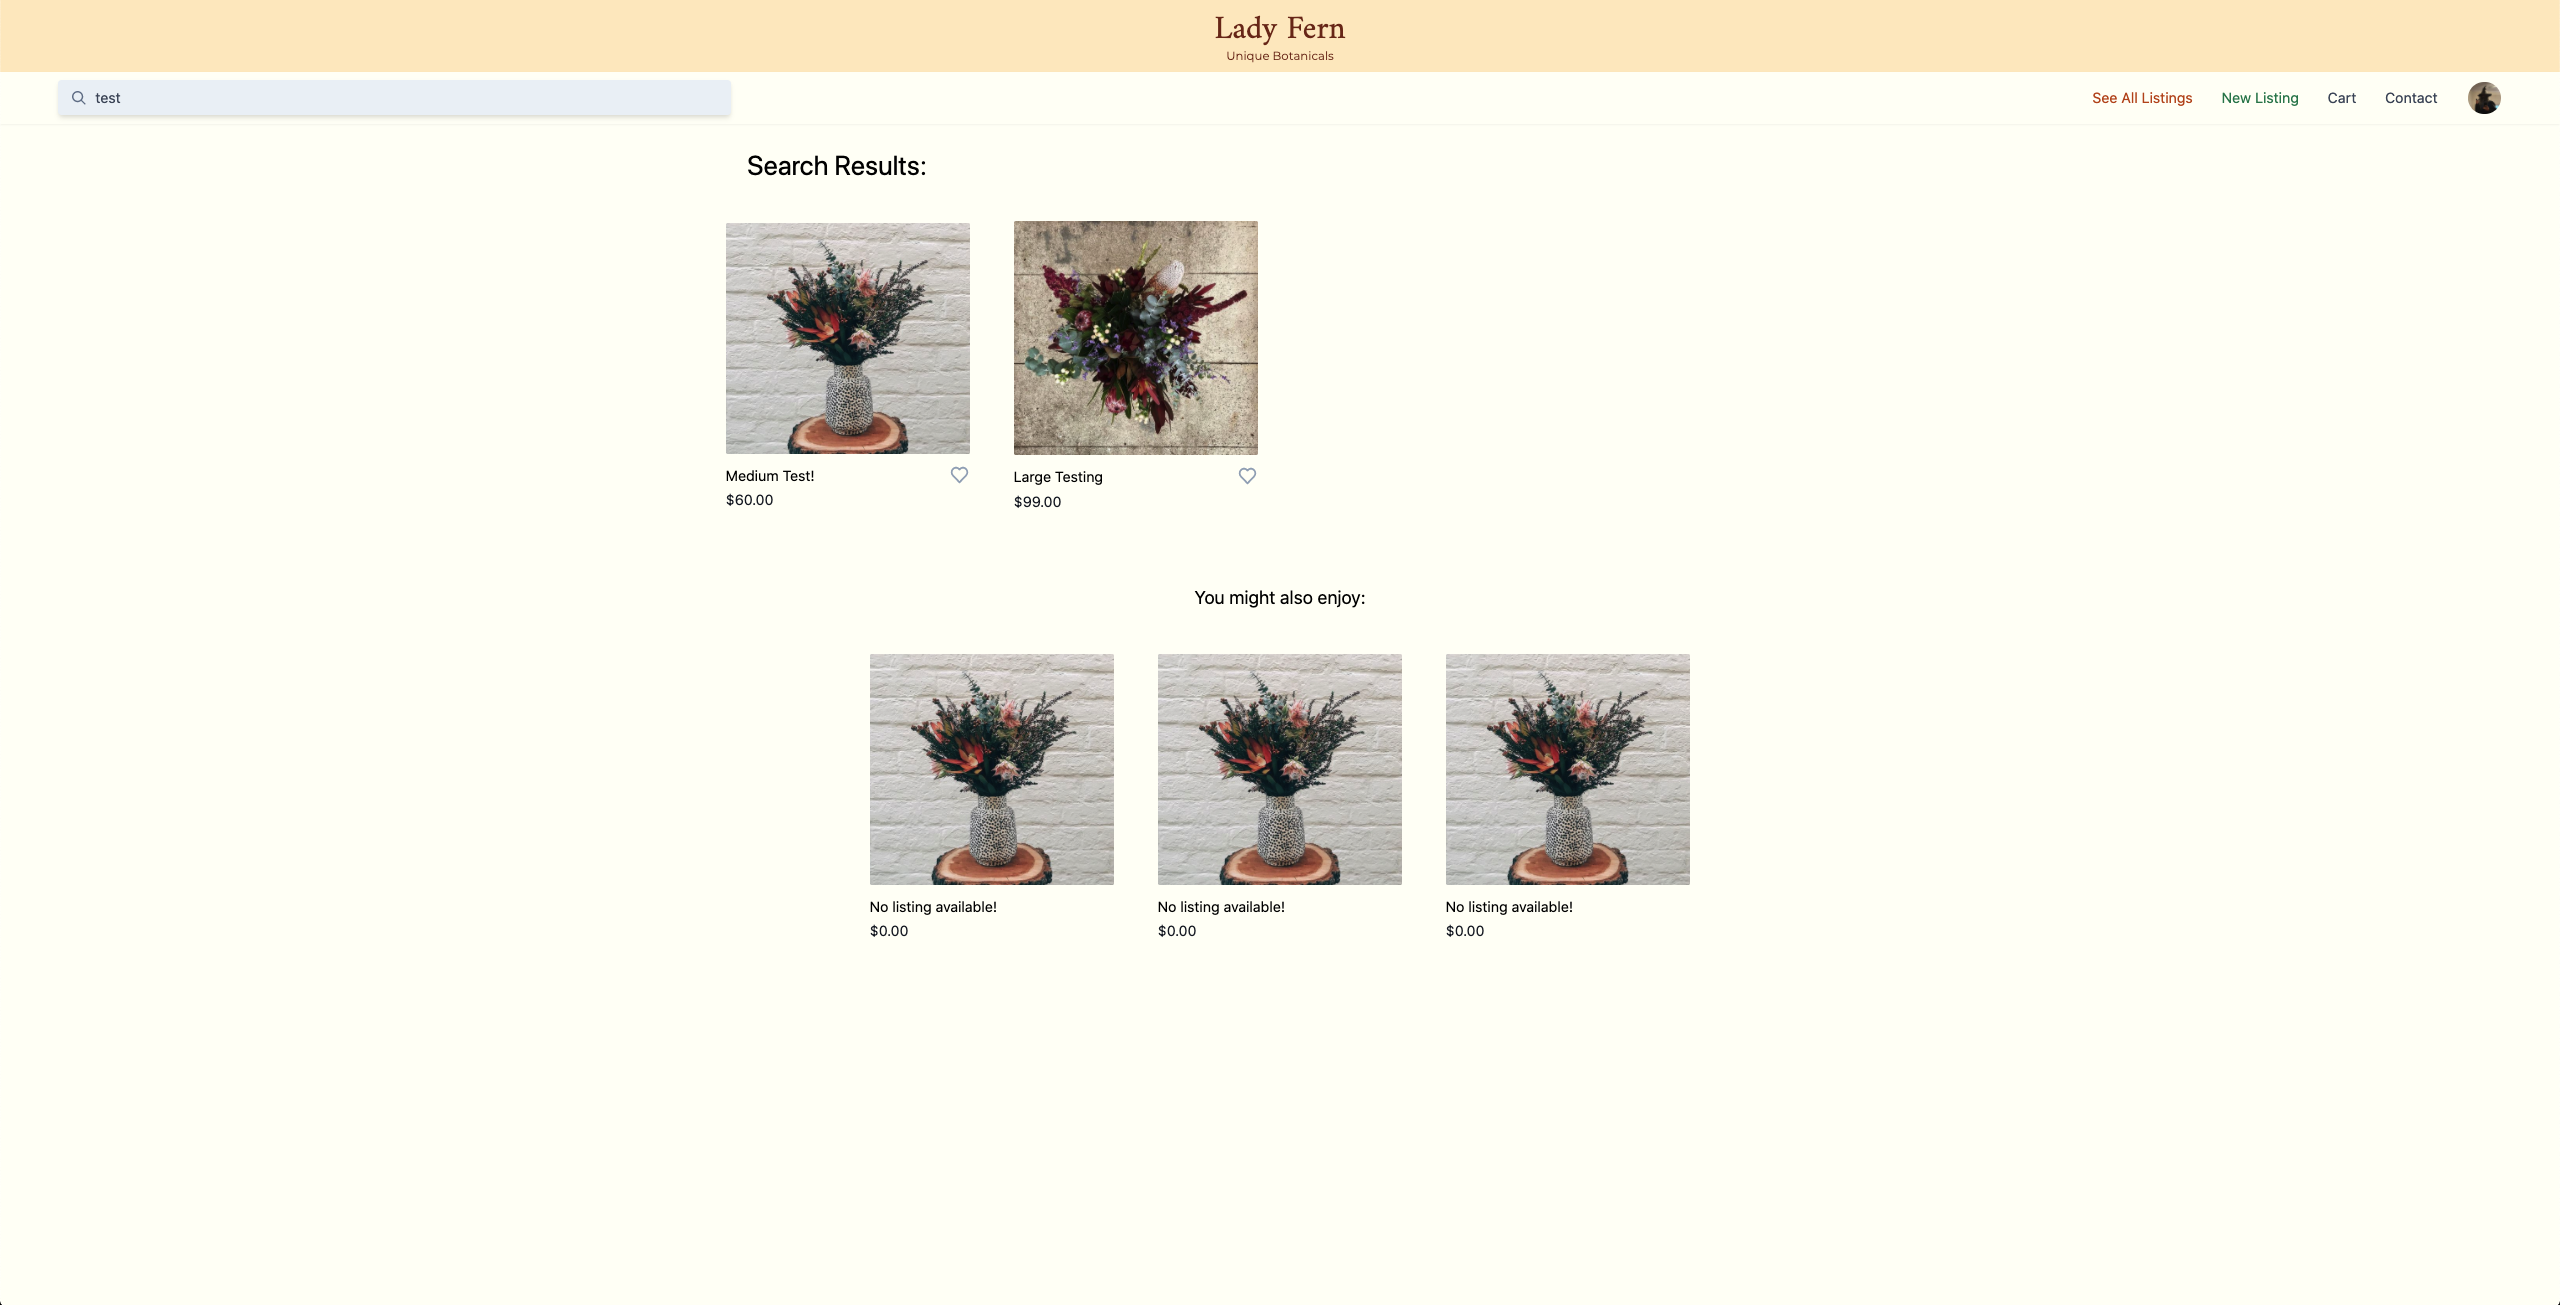 Lady Fern
Unique Botanicals
test
See All Listings New Listing Cart Contact
Search Results:
Medium Test!
$60.00
Large Testing
$99.00
You might also enjoy:
No listing available!
$0.00
No listing available!
$0.00
No listing available!
$0.00